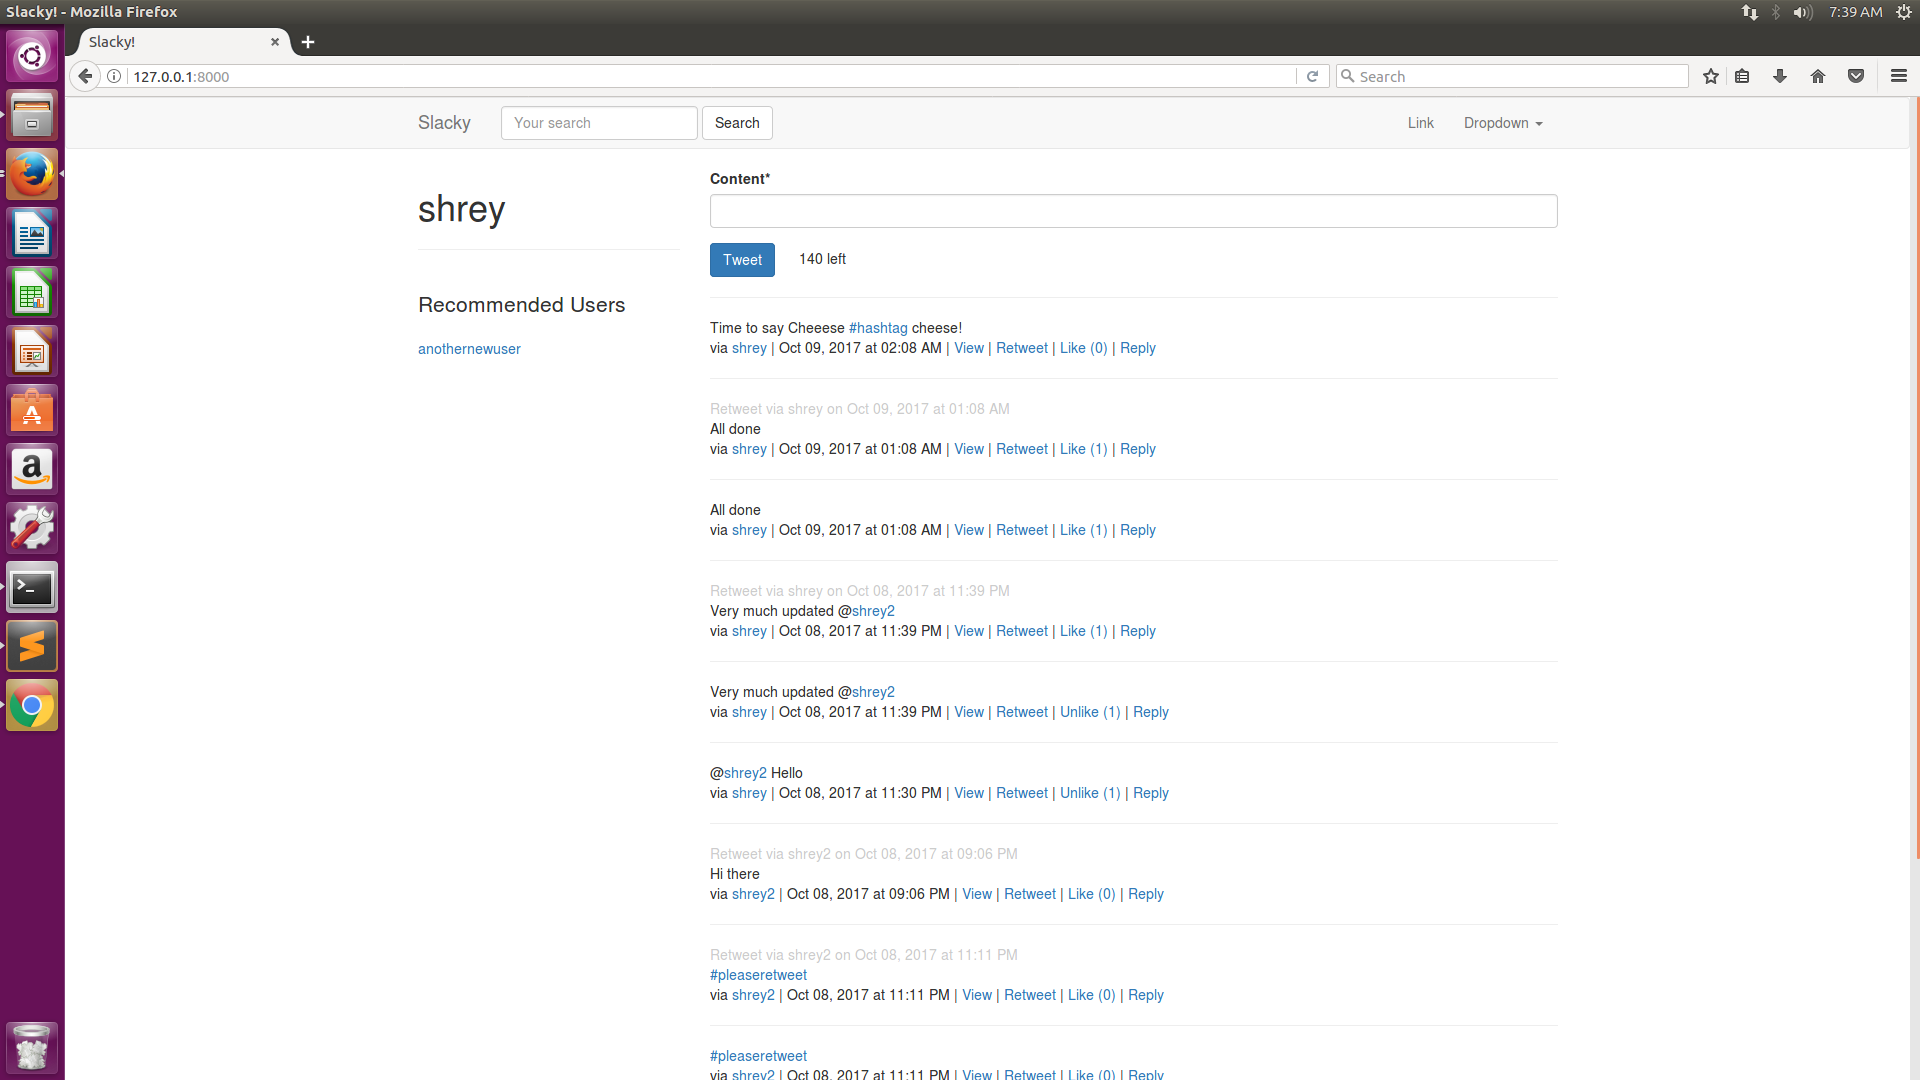 Slacky! - Mozilla Firefox
7:39 AM
Slacky!
127.0.0.1:8000
Search
Slacky
Your search
Search
Link
Dropdown
shrey
Recommended Users
anothernewuser
Content*
Tweet
140 left
Time to say Cheeese #hashtag cheese!
via shrey | Oct 09, 2017 at 02:08 AM | View | Retweet | Like (0) | Reply
Retweet via shrey on Oct 09, 2017 at 01:08 AM
All done
via shrey | Oct 09, 2017 at 01:08 AM | View | Retweet | Like (1) | Reply
All done
via shrey | Oct 09, 2017 at 01:08 AM | View | Retweet | Like (1) | Reply
Retweet via shrey on Oct 08, 2017 at 11:39 PM
Very much updated @shrey2
via shrey | Oct 08, 2017 at 11:39 PM | View | Retweet | Like (1) | Reply
Very much updated @shrey2
via shrey | Oct 08, 2017 at 11:39 PM | View | Retweet | Unlike (1) | Reply
@shrey2 Hello
via shrey | Oct 08, 2017 at 11:30 PM | View | Retweet | Unlike (1) | Reply
Retweet via shrey2 on Oct 08, 2017 at 09:06 PM
Hi there
via shrey2 | Oct 08, 2017 at 09:06 PM | View | Retweet | Like (0) | Reply
Retweet via shrey2 on Oct 08, 2017 at 11:11 PM
#pleaseretweet
via shrey2 | Oct 08, 2017 at 11:11 PM | View | Retweet | Like (0) | Reply
#pleaseretweet
via shrey2 | Oct 08, 2017 at 11:11 PM | View | Retweet | Like (0) | Reply